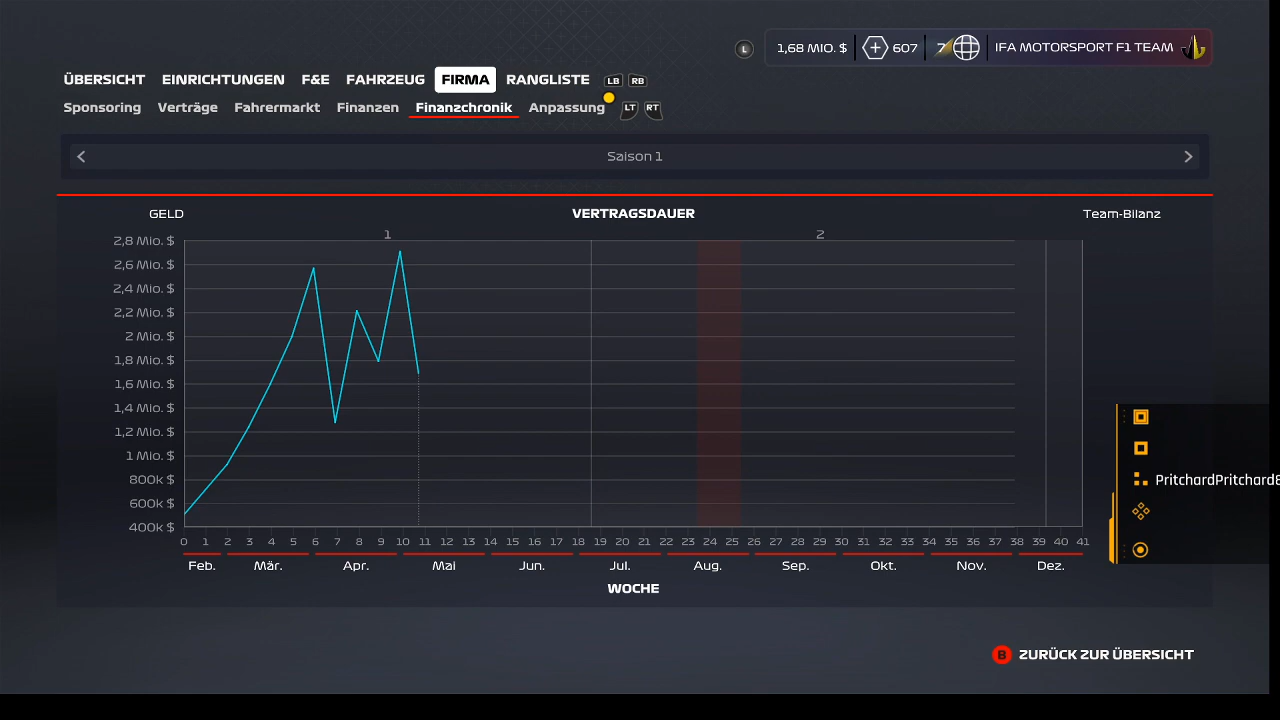 L 1,68 MIO. $ 607 7 IFA MOTORSPORT F1 TEAM
ÜBERSICHT EINRICHTUNGEN F&E FAHRZEUG FIRMA RANGLISTE LB RB
Sponsoring Verträge Fahrermarkt Finanzen Finanzchronik Anpassung LT RT
Saison 1
GELD VERTRAGSDAUER Team-Bilanz
1 2
2,8 Mio. $
2,6 Mio. $
2,4 Mio. $
2,2 Mio. $
2 Mio. $
1,8 Mio. $
1,6 Mio. $
1,4 Mio. $
1,2 Mio. $
1 Mio. $
800k $
600k $
400k $
PritchardPritchard8
0 1 2 3 4 5 6 7 8 9 10 11 12 13 14 15 16 17 18 19 20 21 22 23 24 25 26 27 28 29 30 31 32 33 34 35 36 37 38 39 40 41
Feb. Mär. Apr. Mai Jun. Jul. Aug. Sep. Okt. Nov. Dez.
WOCHE
B ZURÜCK ZUR ÜBERSICHT